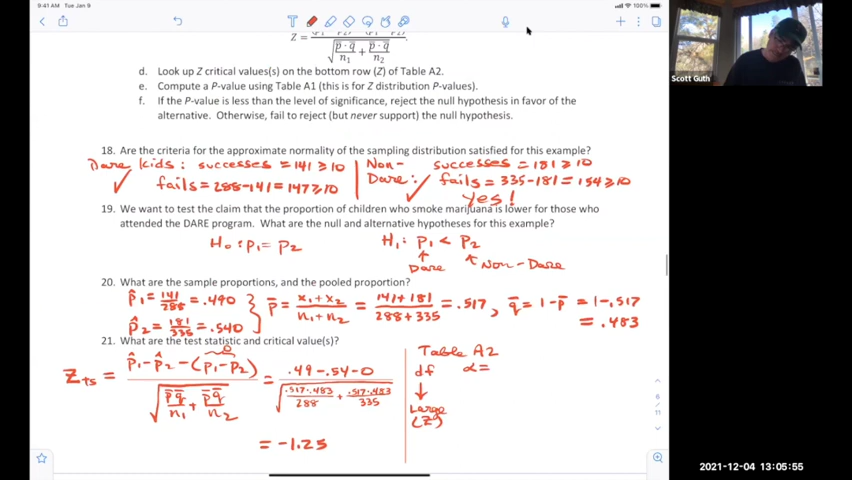 9:41 AM Tue Jan 9
100%
Z =
√ p̅ · q̅ / n₁ + p̅ · q̅ / n₂
d. Look up Z critical values(s) on the bottom row (Z) of Table A2.
e. Compute a P-value using Table A1 (this is for Z distribution P-values).
f. If the P-value is less than the level of significance, reject the null hypothesis in favor of the
alternative. Otherwise, fail to reject (but never support) the null hypothesis.
18. Are the criteria for the approximate normality of the sampling distribution satisfied for this example?
Dare kids: successes = 141 ≥ 10
✓ fails = 288-141 = 147 ≥ 10
Non-Dare: successes = 181 ≥ 10
✓ fails = 335-181 = 154 ≥ 10
Yes!
19. We want to test the claim that the proportion of children who smoke marijuana is lower for those who
attended the DARE program. What are the null and alternative hypotheses for this example?
H₀: p₁ = p₂ H₁: p₁ < p₂
↑ Dare ↖ Non-Dare
20. What are the sample proportions, and the pooled proportion?
p̂₁ = 141/288 = .490
p̂₂ = 181/335 = .540
p̅ = x₁ + x₂ / n₁ + n₂ = 141 + 181 / 288 + 335 = .517, q̅ = 1 - p̅ = 1 - .517
= .483
21. What are the test statistic and critical value(s)?
0
Z ts = p̂₁ - p̂₂ - (p₁ - p₂) / √ p̅q̅/n₁ + p̅q̅/n₂ = .49 - .54 - 0 / √ .517·.483/288 + .517·.483/335
= -1.25
Table A2
df α =
↓
Large
(Z)
6
11
Scott Guth
2021-12-04 13:05:55